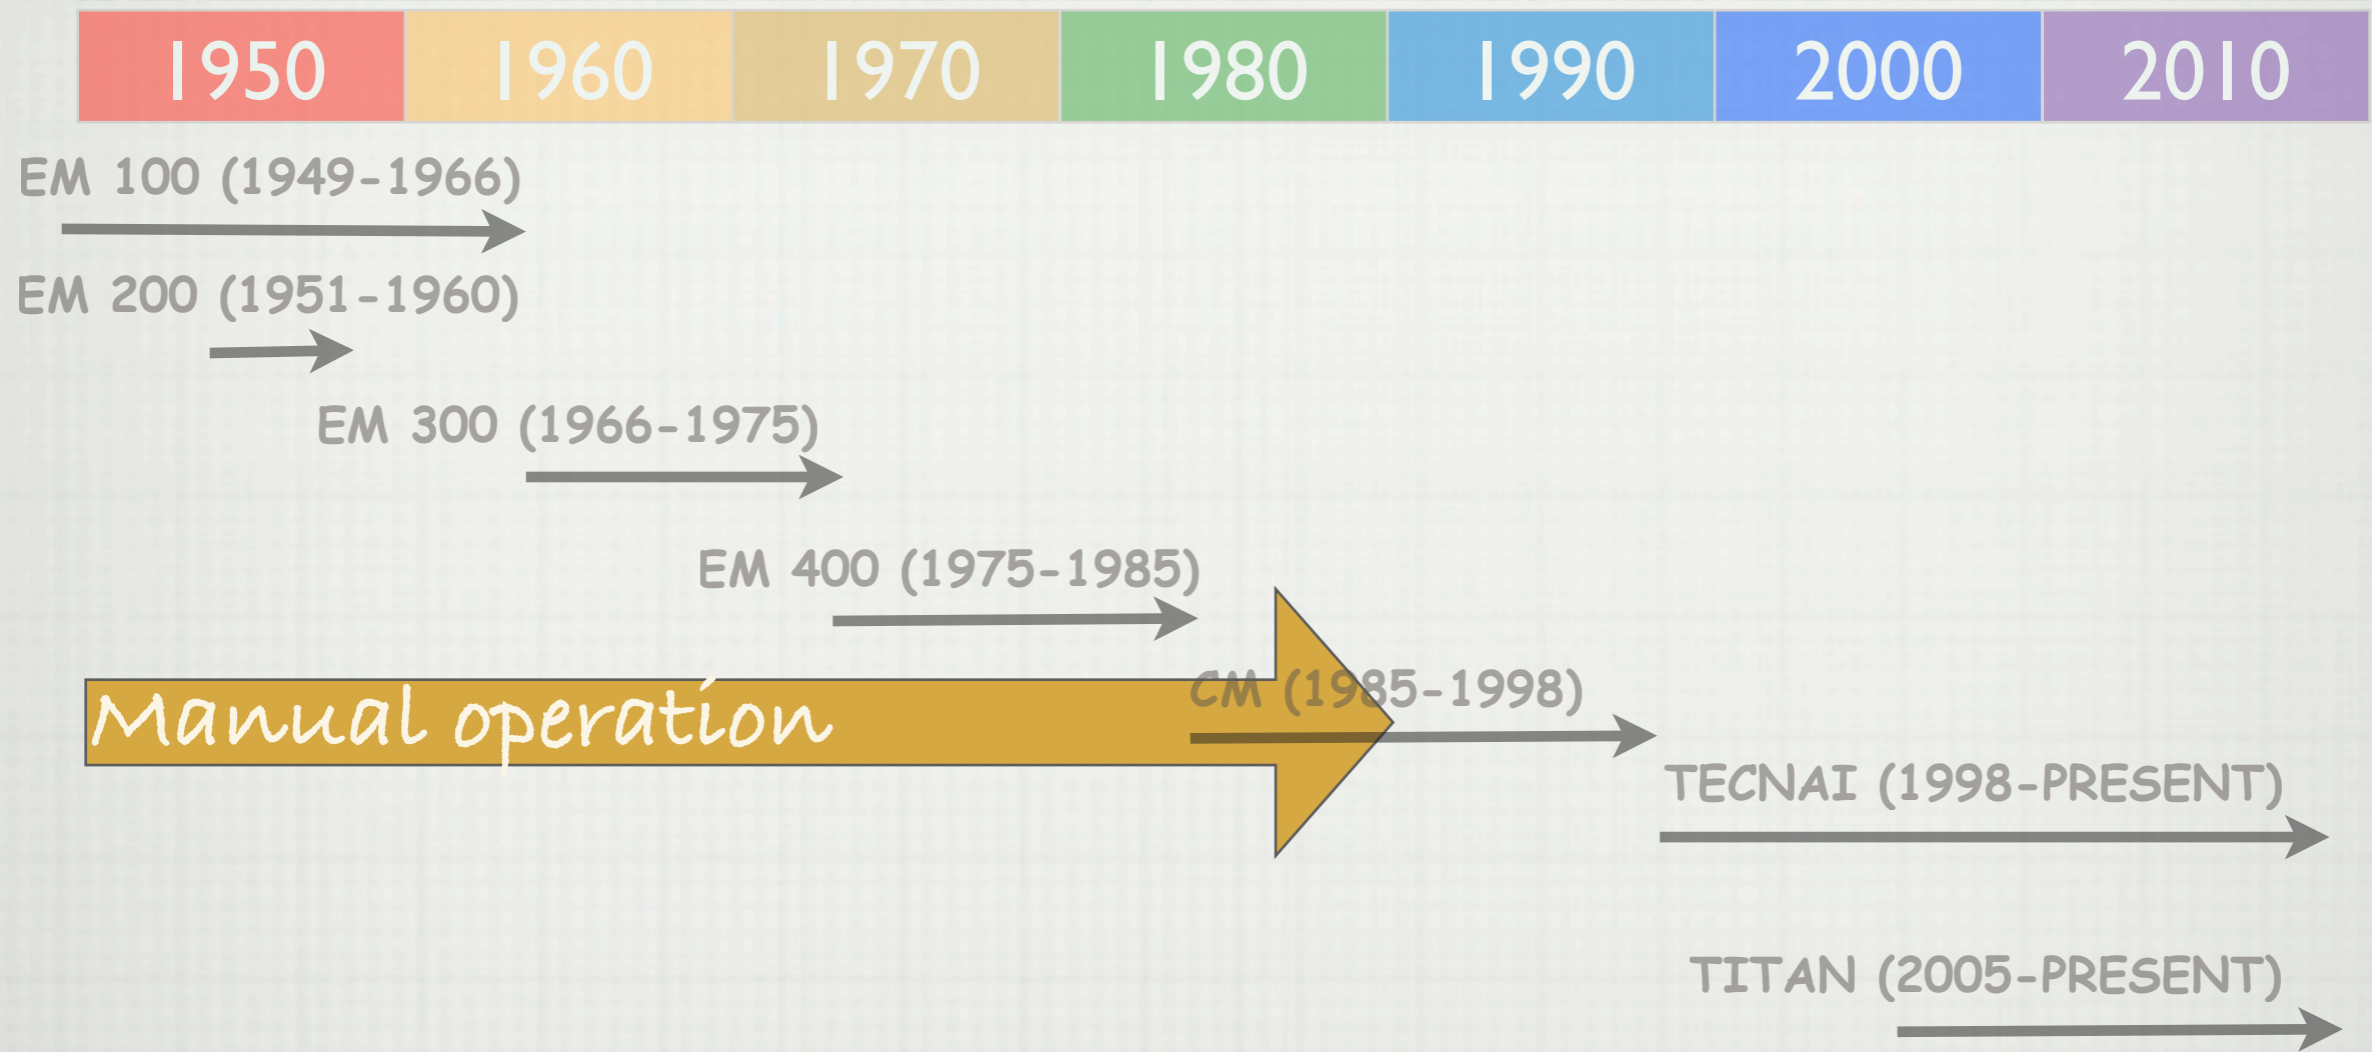 1950 1960 1970 1980 1990 2000 2010
EM 100 (1949-1966)
EM 200 (1951-1960)
EM 300 (1966-1975)
EM 400 (1975-1985)
CM (1985-1998)
Manual operation
TECNAI (1998-PRESENT)
TITAN (2005-PRESENT)